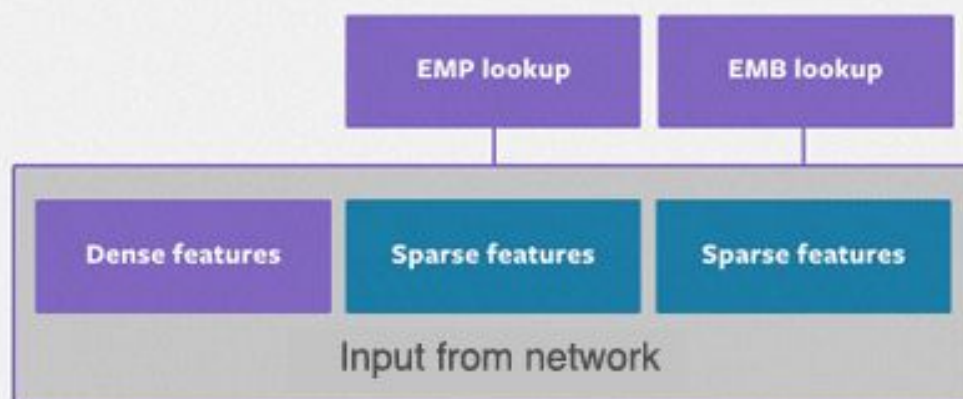 EMP lookup
EMB lookup
Dense features
Sparse features
Sparse features
Input from network